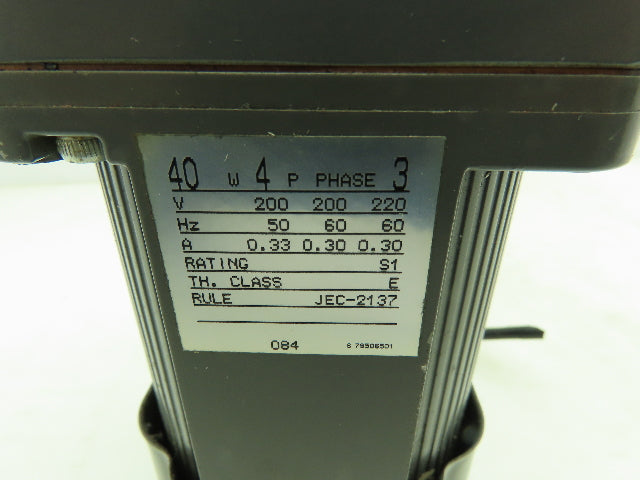 40 W 4 P PHASE 3
V 200 200 220
Hz 50 60 60
A 0.33 0.30 0.30
RATING S1
TH. CLASS E
RULE JEC-2137
084